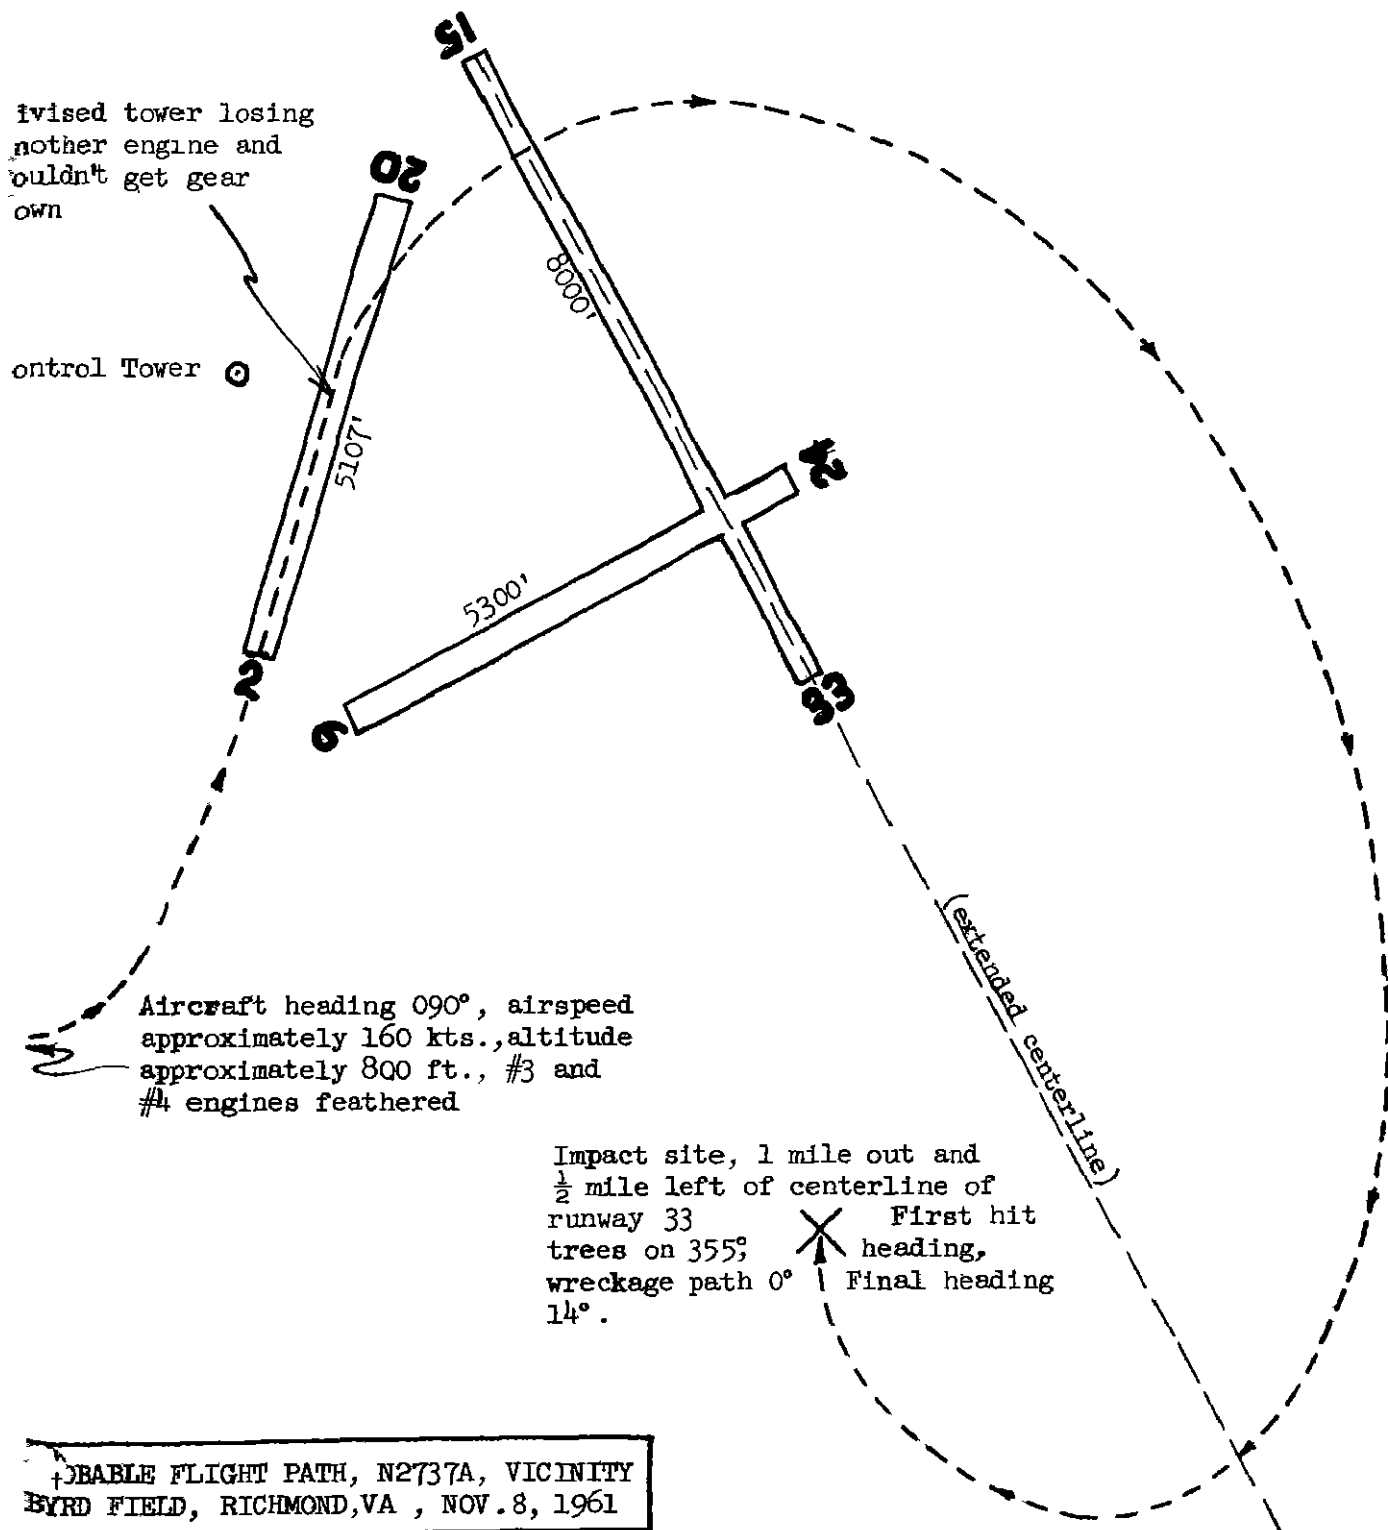 15
ivised tower losing
nother engine and
ouldn't get gear
own
20
8000'
ontrol Tower
5107'
24
5300'
2
6
33
Aircraft heading 090°, airspeed
approximately 160 kts., altitude
approximately 800 ft., #3 and
#4 engines feathered
(extended centerline)
Impact site, 1 mile out and
½ mile left of centerline of
runway 33 First hit
trees on 355°; heading,
wreckage path 0° Final heading
14°.
OBABLE FLIGHT PATH, N2737A, VICINITY
BYRD FIELD, RICHMOND,VA , NOV.8, 1961